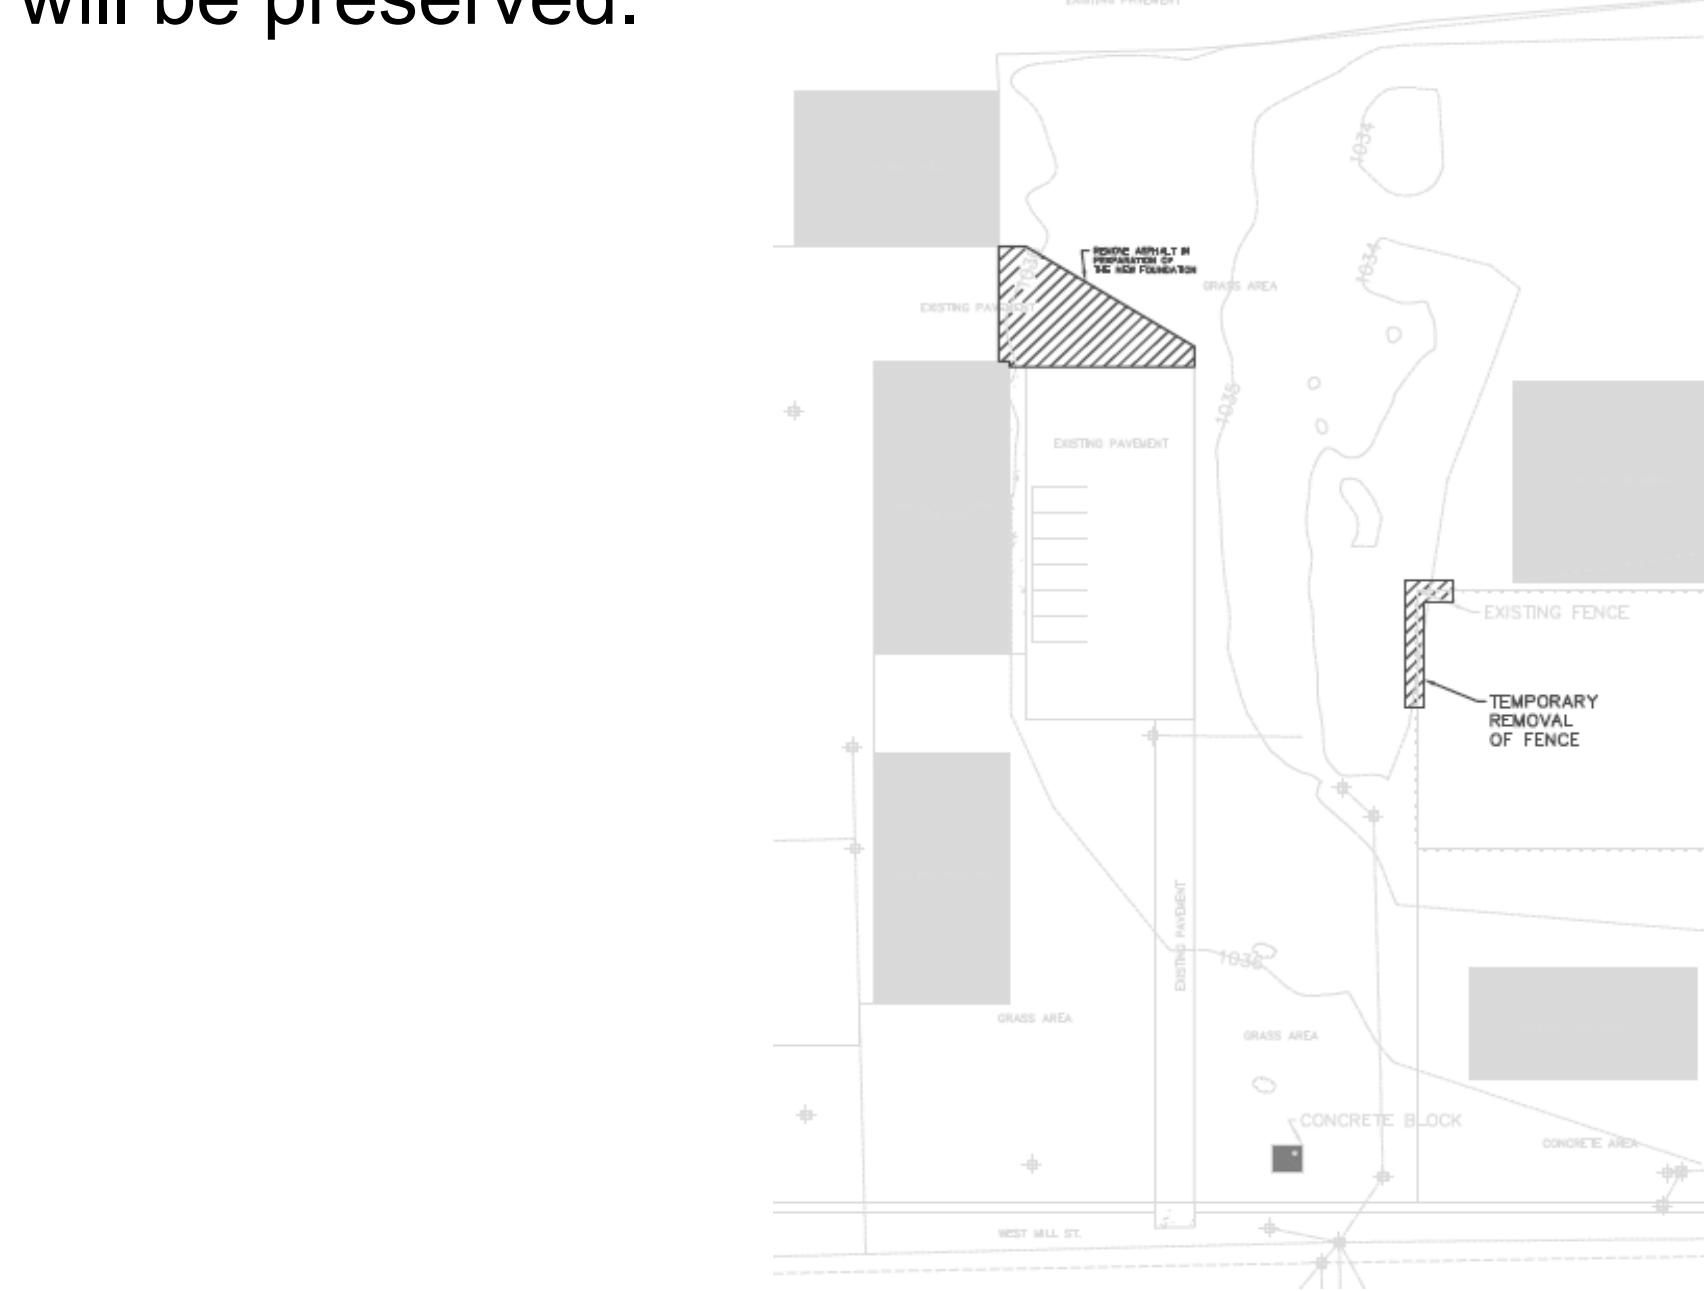 will be preserved.
EXISTING PAVEMENT
1034
REMOVE ASPHALT IN
PREPARATION OF
THE NEW FOUNDATION
1034
GRASS AREA
EXISTING PAVEMENT
1035
EXISTING PAVEMENT
EXISTING FENCE
TEMPORARY
REMOVAL
OF FENCE
EXISTING PAVEMENT
1036
GRASS AREA
GRASS AREA
CONCRETE BLOCK
CONCRETE AREA
WEST MILL ST.